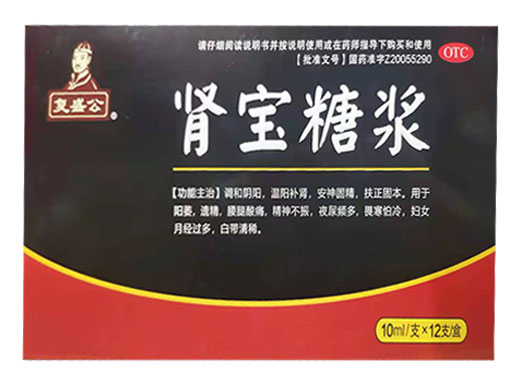 请仔细阅读说明书并按说明使用或在药师指导下购买和使用
【批准文号】国药准字Z20055290
OTC
复盛公
肾宝糖浆
【功能主治】调和阴阳，温阳补肾，安神固精，扶正固本。用于
阳萎，遗精，腰腿酸痛，精神不振，夜尿频多，畏寒怕冷，妇女
月经过多，白带清稀。
10ml/支×12支/盒